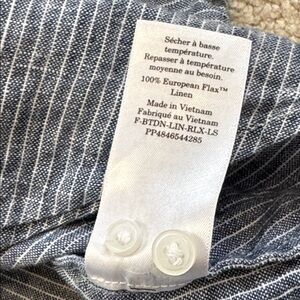 Sécher à basse
température.
Repasser à température
moyenne au besoin.
100% European Flax™
Linen
Made in Vietnam
Fabriqué au Vietnam
F-BTDN-LIN-RLX-LS
PP4846544285